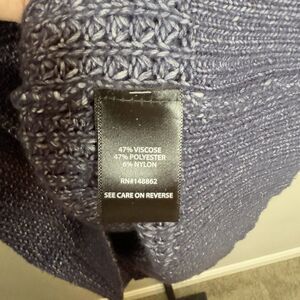 47% VISCOSE
47% POLYESTER
6% NYLON
RN#148862
SEE CARE ON REVERSE